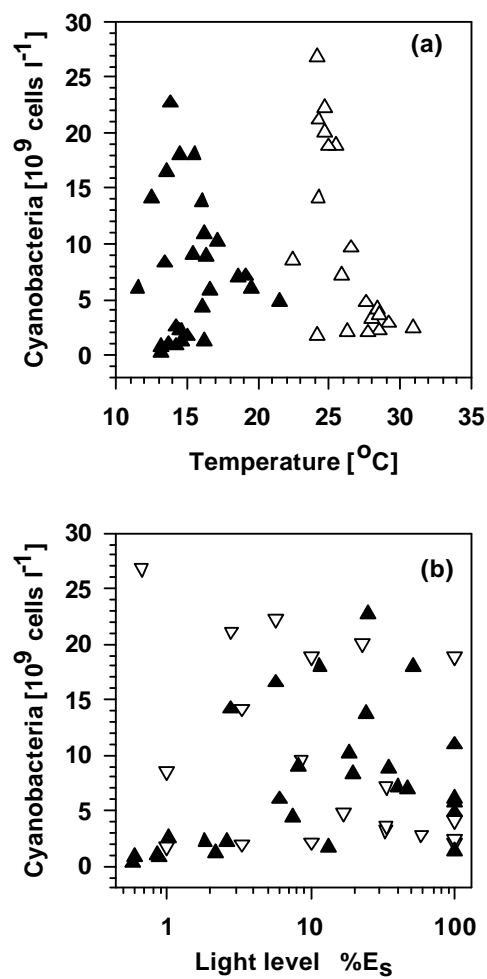 (a)
Cyanobacteria [10⁹ cells l⁻¹]
30
25
20
15
10
5
0
10 15 20 25 30 35
Temperature [°C]
(b)
Cyanobacteria [10⁹ cells l⁻¹]
30
25
20
15
10
5
0
1 10 100
Light level %Es